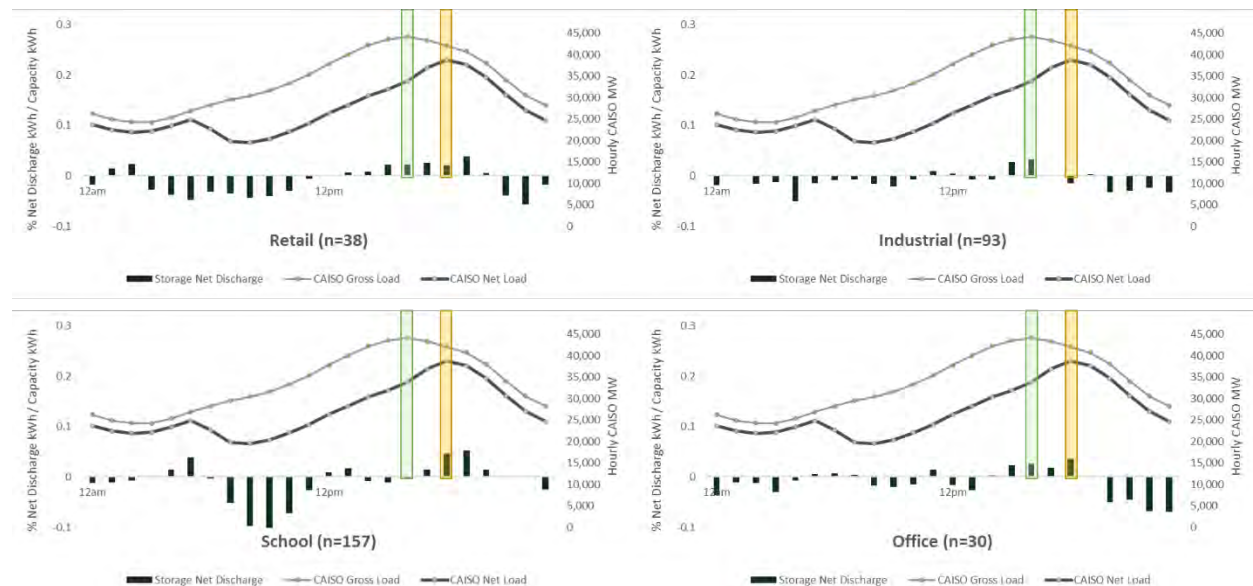 0.3
0.2
0.1
0
-0.1
% Net Discharge kWh / Capacity kWh
12am
12pm
45,000
40,000
35,000
30,000
25,000
20,000
15,000
10,000
5,000
0
Hourly CAISO MW
Retail (n=38)
Storage Net Discharge CAISO Gross Load CAISO Net Load
0.3
0.2
0.1
0
-0.1
% Net Discharge kWh / Capacity kWh
12am
12pm
45,000
40,000
35,000
30,000
25,000
20,000
15,000
10,000
5,000
0
Hourly CAISO MW
Industrial (n=93)
Storage Net Discharge CAISO Gross Load CAISO Net Load
0.3
0.2
0.1
0
-0.1
% Net Discharge kWh / Capacity kWh
12am
12pm
45,000
40,000
35,000
30,000
25,000
20,000
15,000
10,000
5,000
0
Hourly CAISO MW
School (n=157)
Storage Net Discharge CAISO Gross Load CAISO Net Load
0.3
0.2
0.1
0
-0.1
% Net Discharge kWh / Capacity kWh
12am
12pm
45,000
40,000
35,000
30,000
25,000
20,000
15,000
10,000
5,000
0
Hourly CAISO MW
Office (n=30)
Storage Net Discharge CAISO Gross Load CAISO Net Load